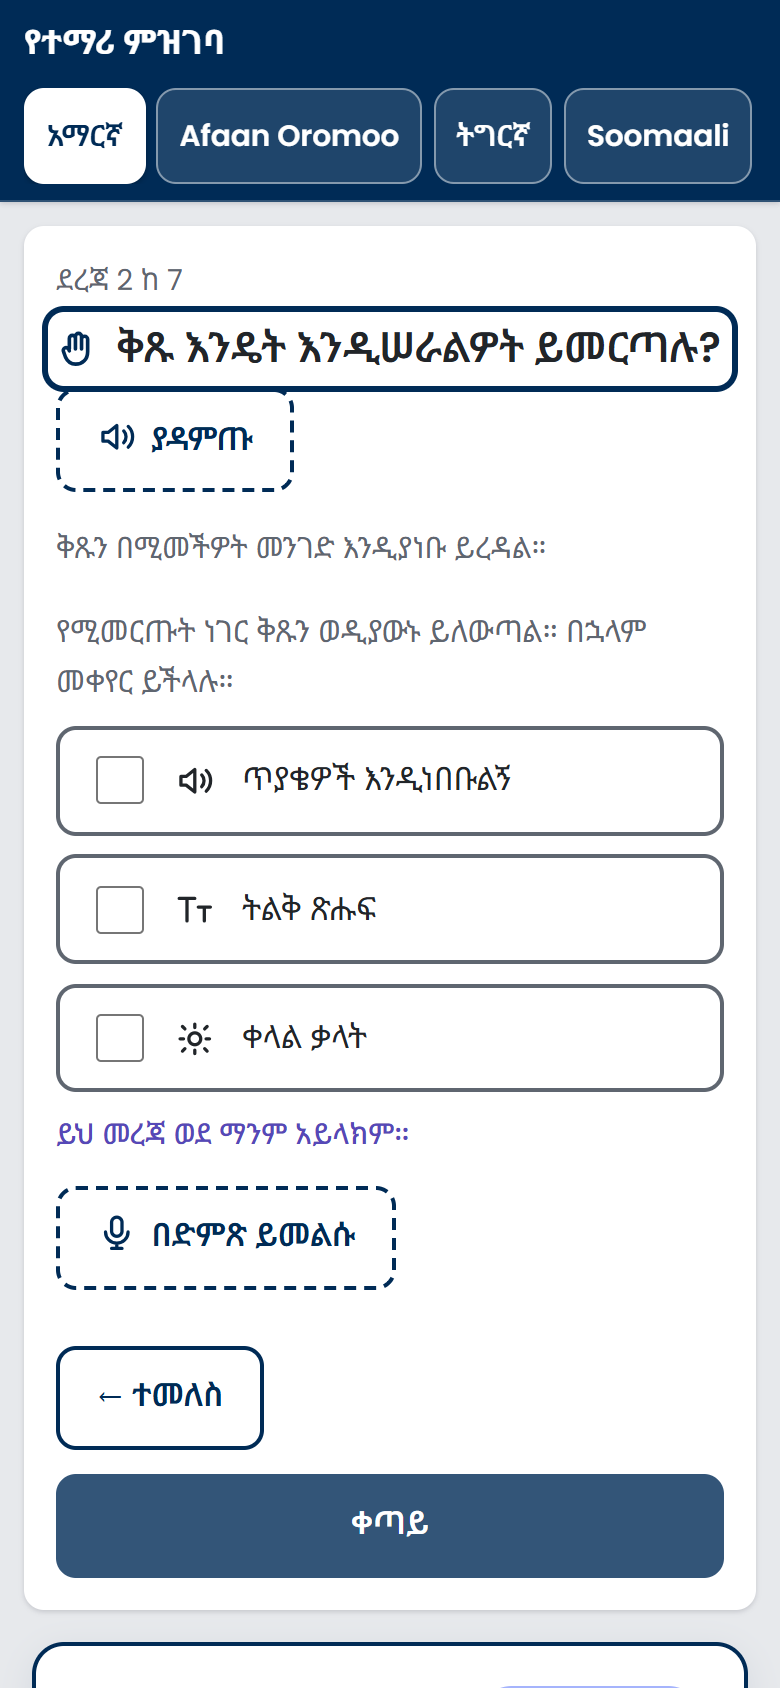 የተማሪ ምዝገባ
አማርኛ
Afaan Oromoo
ትግርኛ
Soomaali
ደረጃ 2 ከ 7
ቅጹ እንዴት እንዲሠራልዎት ይመርጣሉ?
ያዳምጡ
ቅጹን በሚመችዎት መንገድ እንዲያነቡ ይረዳል።
የሚመርጡት ነገር ቅጹን ወዲያውኑ ይለውጣል። በኋላም
መቀየር ይችላሉ።
ጥያቄዎች እንዲነበቡልኝ
ትልቅ ጽሑፍ
ቀላል ቃላት
ይህ መረጃ ወደ ማንም አይላክም።
በድምጽ ይመልሱ
← ተመለስ
ቀጣይ